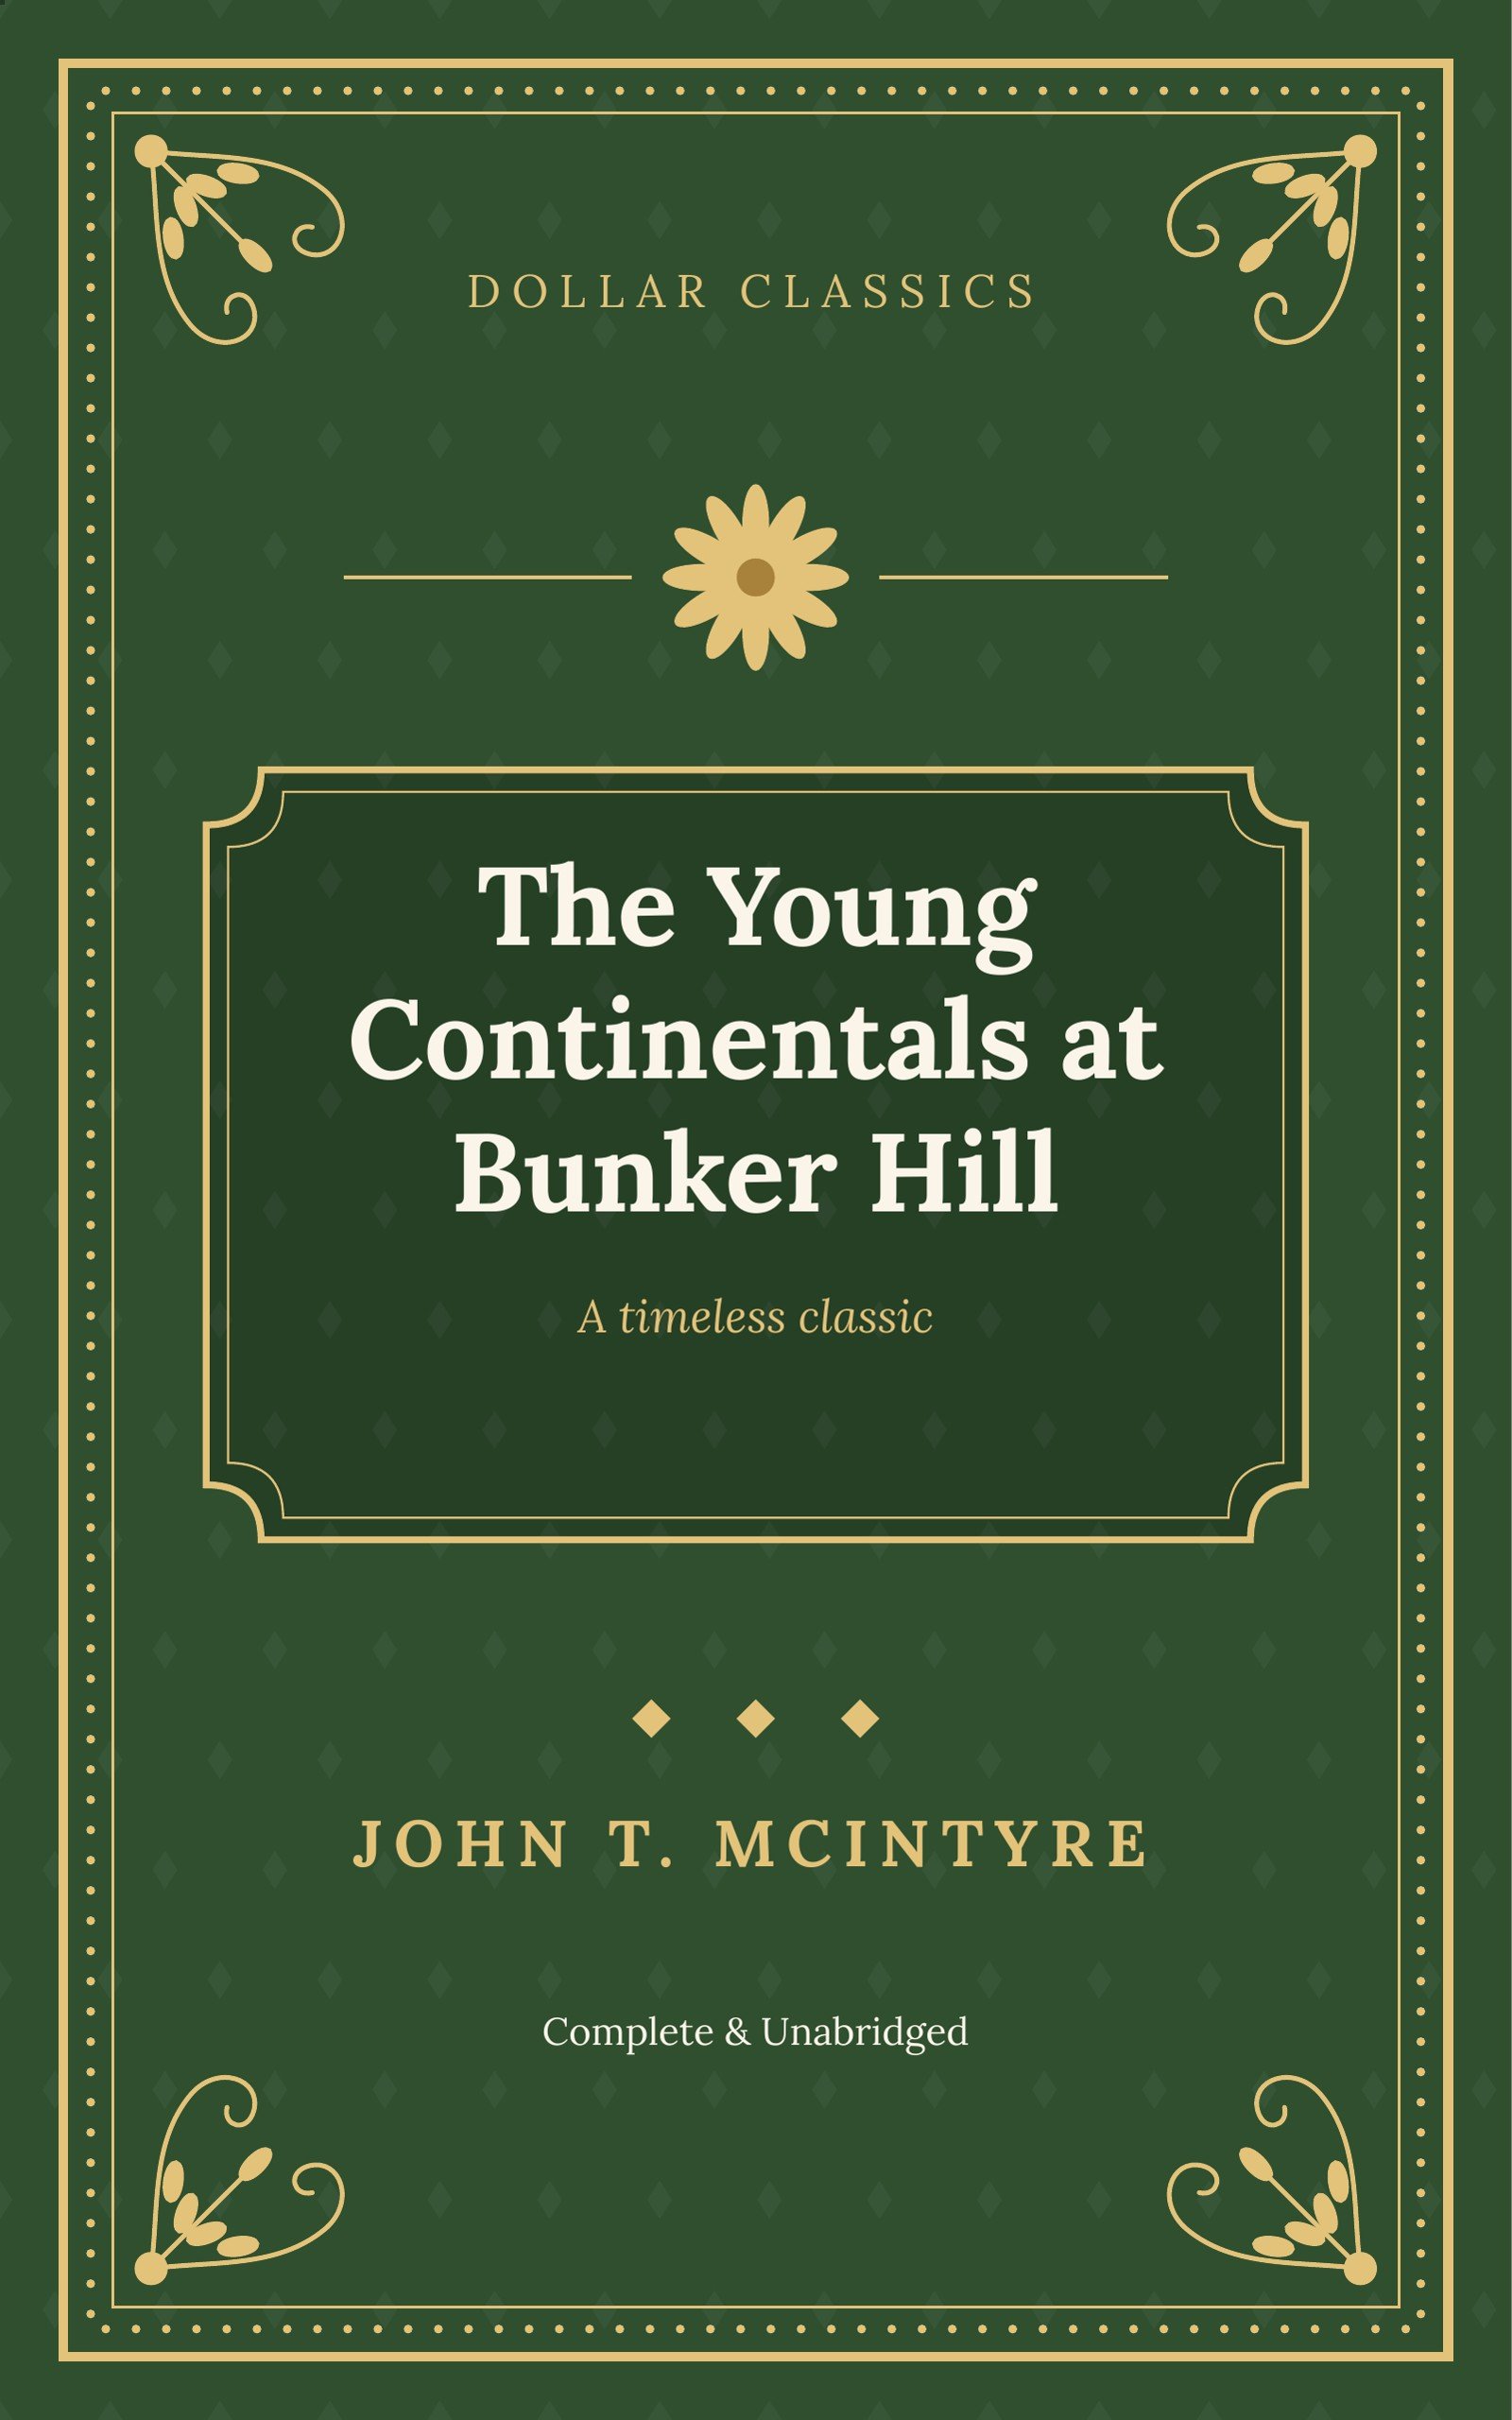 DOLLAR CLASSICS
The Young
Continentals at
Bunker Hill
A timeless classic
JOHN T. MCINTYRE
Complete & Unabridged